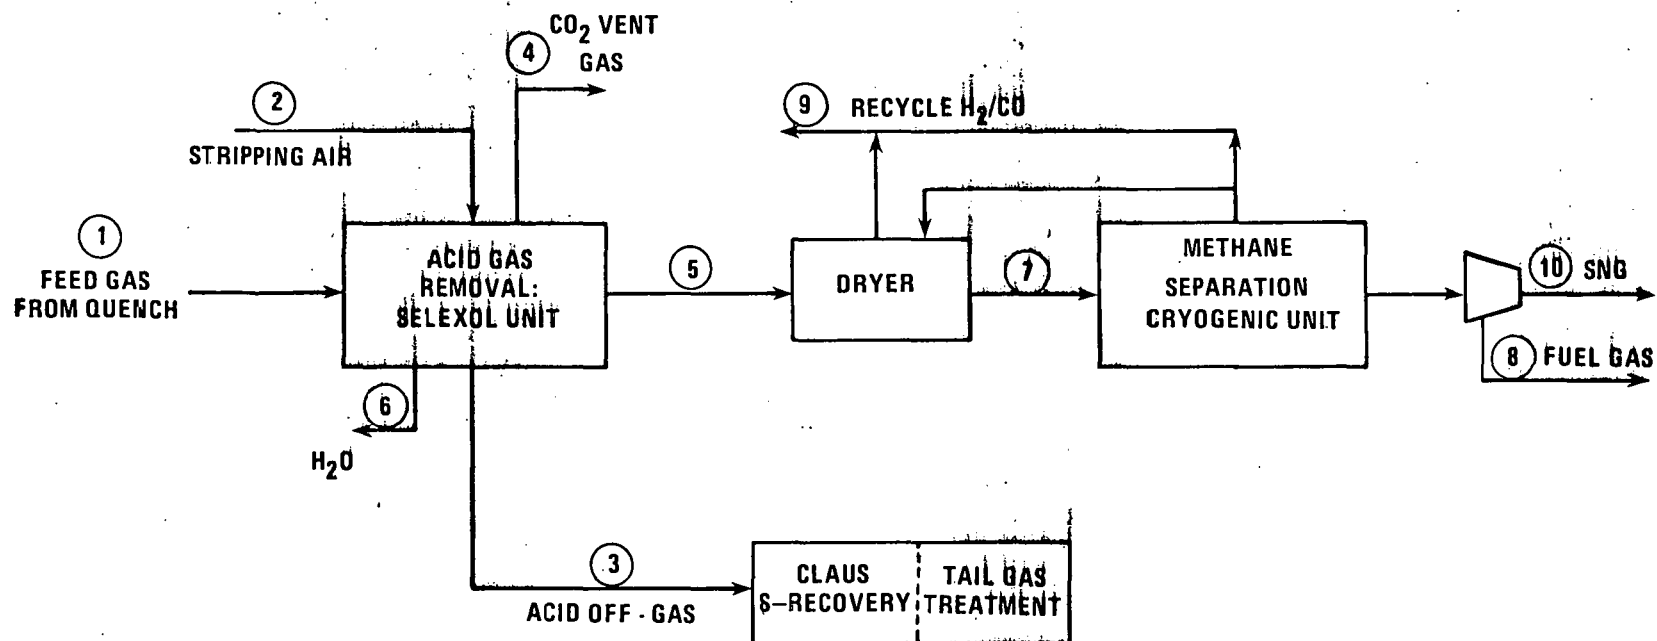 CO2 VENT
GAS
4
2
STRIPPING AIR
9 RECYCLE H2/CO
1
FEED GAS
FROM QUENCH
ACID GAS
REMOVAL:
SELEXOL UNIT
5
DRYER
7
METHANE
SEPARATION
CRYOGENIC UNIT
10 SNG
8 FUEL GAS
6
H2O
3
ACID OFF-GAS
CLAUS
S-RECOVERY
TAIL GAS
TREATMENT